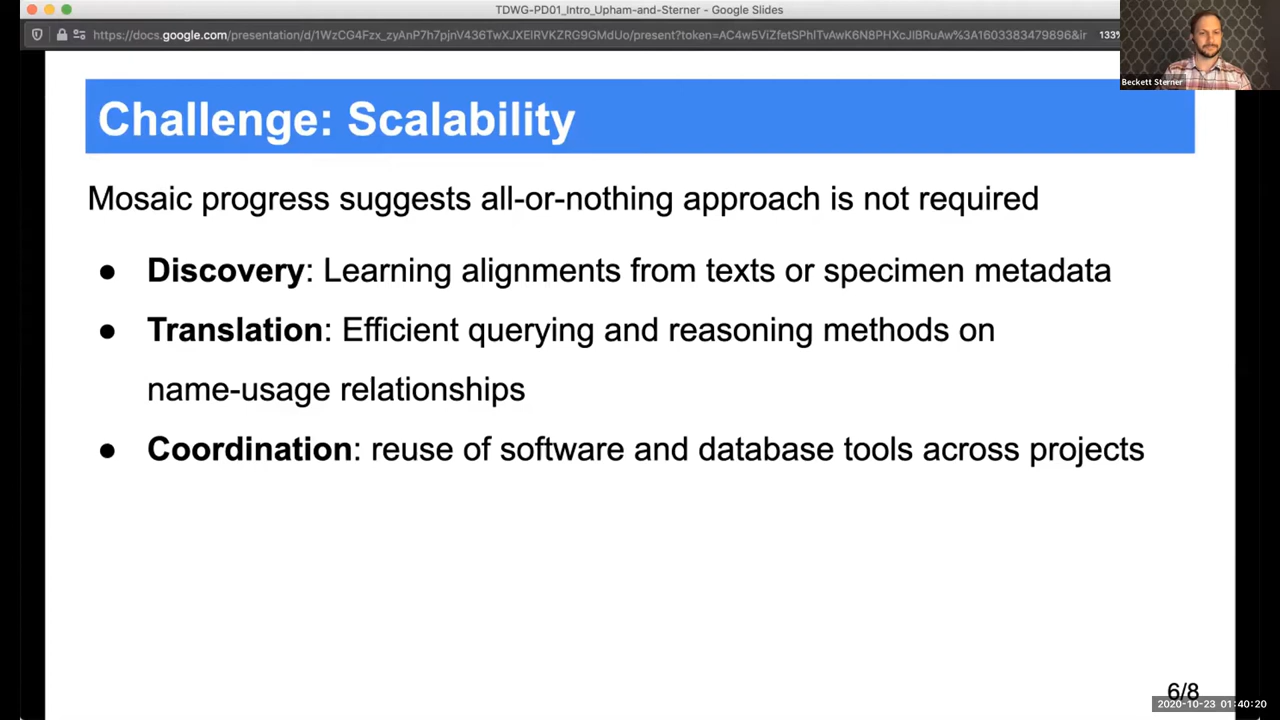 TDWG-PD01_Intro_Upham-and-Sterner - Google Slides
133%
Beckett Sterner
Challenge: Scalability
Mosaic progress suggests all-or-nothing approach is not required
● Discovery: Learning alignments from texts or specimen metadata
● Translation: Efficient querying and reasoning methods on
name-usage relationships
● Coordination: reuse of software and database tools across projects
6/8
2020-10-23 01:40:20